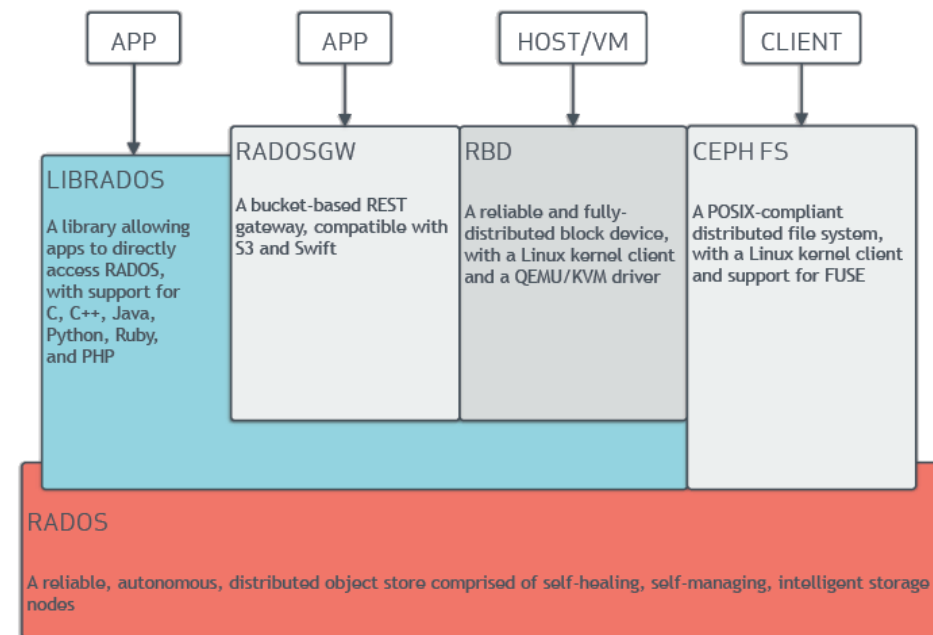 APP
APP
HOST/VM
CLIENT
LIBRADOS
A library allowing
apps to directly
access RADOS,
with support for
C, C++, Java,
Python, Ruby,
and PHP
RADOSGW
A bucket-based REST
gateway, compatible with
S3 and Swift
RBD
A reliable and fully-
distributed block device,
with a Linux kernel client
and a QEMU/KVM driver
CEPH FS
A POSIX-compliant
distributed file system,
with a Linux kernel client
and support for FUSE
RADOS
A reliable, autonomous, distributed object store comprised of self-healing, self-managing, intelligent storage
nodes